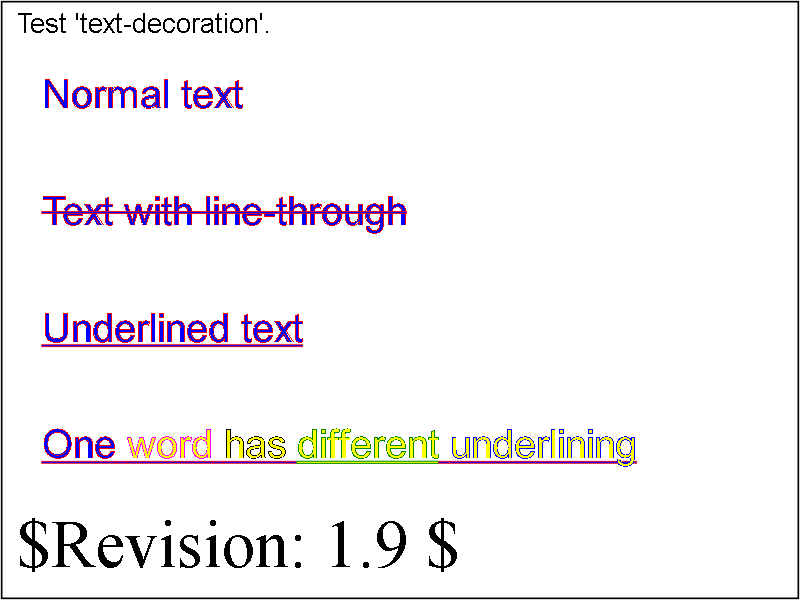 Test 'text-decoration'.
Normal text
Text with line-through
Underlined text
One word has different underlining
$Revision: 1.9 $